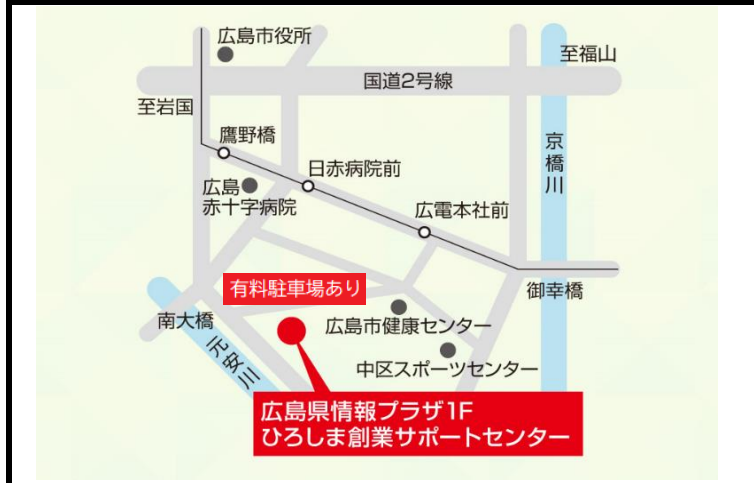 広島市役所
至福山
国道2号線
至岩国
鷹野橋
京橋川
日赤病院前
広島
赤十字病院
広電本社前
有料駐車場あり
御幸橋
南大橋
広島市健康センター
元安川
中区スポーツセンター
広島県情報プラザ1F
ひろしま創業サポートセンター